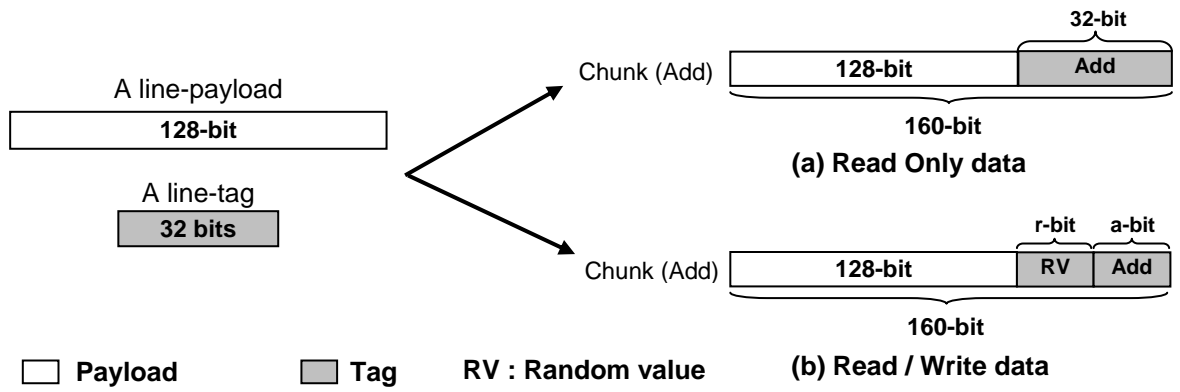 A line-payload
128-bit
A line-tag
32 bits
32-bit
Chunk (Add)
128-bit
Add
160-bit
(a) Read Only data
r-bit
a-bit
Chunk (Add)
128-bit
RV
Add
160-bit
(b) Read / Write data
Payload
Tag
RV : Random value